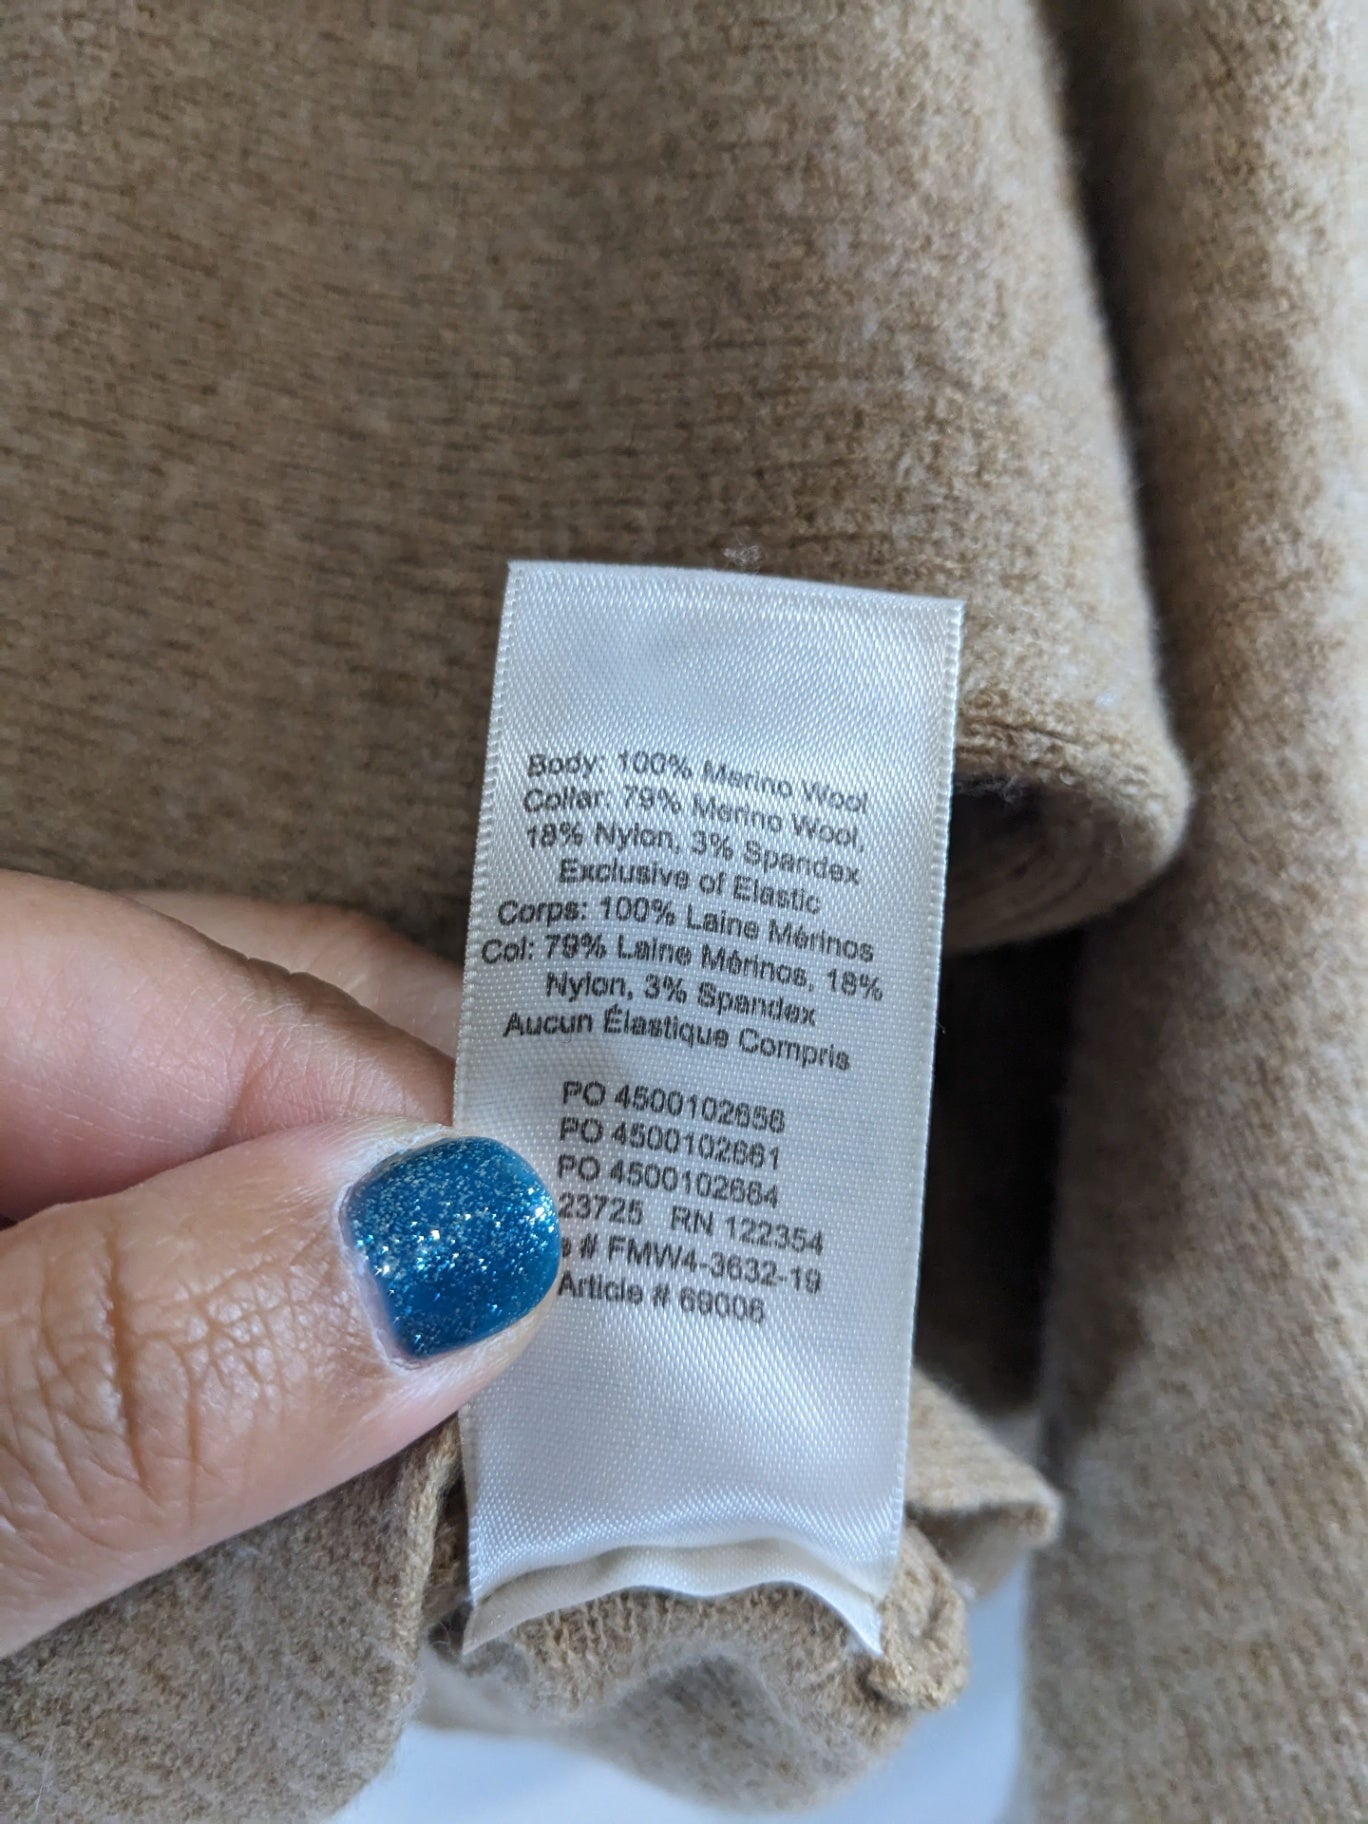 Body: 100% Merino Wool
Collar: 79% Merino Wool,
18% Nylon, 3% Spandex
Exclusive of Elastic
Corps: 100% Laine Mérinos
Col: 79% Laine Mérinos, 18%
Nylon, 3% Spandex
Aucun Élastique Compris
PO 4500102656
PO 4500102661
PO 4500102664
23725 RN 122354
# FMW4-3632-19
Article # 69006